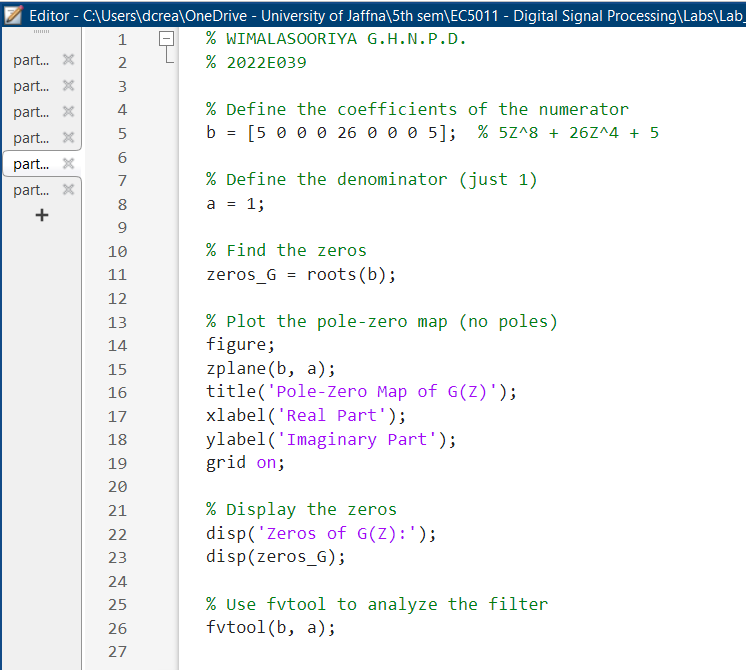 Editor - C:\Users\dcrea\OneDrive - University of Jaffna\5th sem\EC5011 - Digital Signal Processing\Labs\Lab_
part...
part...
part...
part...
part...
part...
+
1 % WIMALASOORIYA G.H.N.P.D.
2 % 2022E039
3
4 % Define the coefficients of the numerator
5 b = [5 0 0 0 26 0 0 0 5];  % 5Z^8 + 26Z^4 + 5
6
7 % Define the denominator (just 1)
8 a = 1;
9
10 % Find the zeros
11 zeros_G = roots(b);
12
13 % Plot the pole-zero map (no poles)
14 figure;
15 zplane(b, a);
16 title('Pole-Zero Map of G(Z)');
17 xlabel('Real Part');
18 ylabel('Imaginary Part');
19 grid on;
20
21 % Display the zeros
22 disp('Zeros of G(Z):');
23 disp(zeros_G);
24
25 % Use fvtool to analyze the filter
26 fvtool(b, a);
27